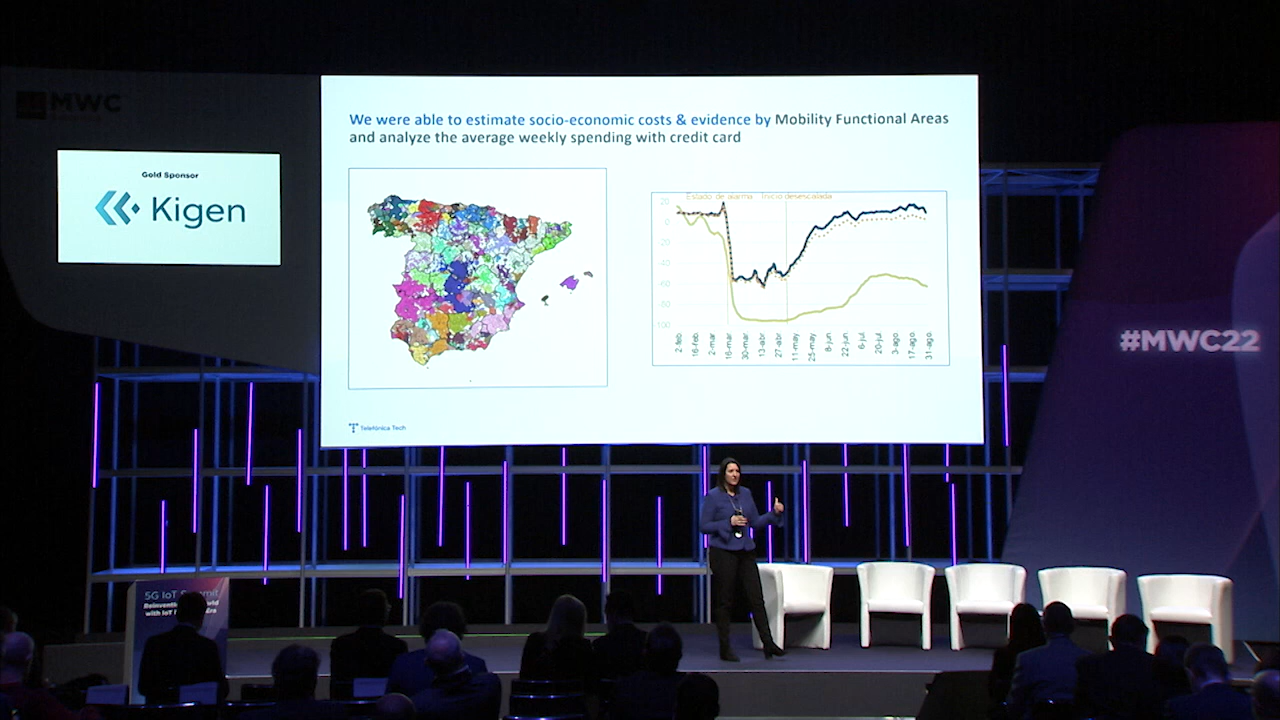 MWC
Gold Sponsor
Kigen
We were able to estimate socio-economic costs & evidence by Mobility Functional Areas
and analyze the average weekly spending with credit card
Estado de alarma Inicio desescalada
20
0
-20
-40
-60
-80
-100
2-feb
16-feb
2-mar
16-mar
30-mar
13-abr
27-abr
11-may
25-may
8-jun
22-jun
6-jul
20-jul
3-ago
17-ago
31-ago
Telefónica Tech
#MWC22
5G IoT Summit